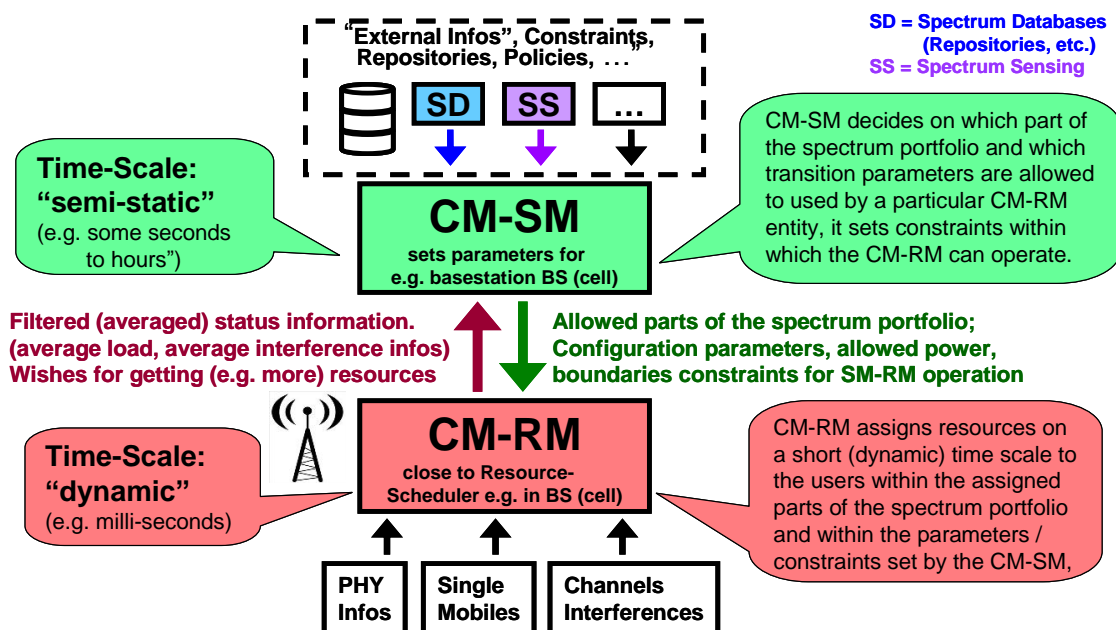 “External Infos”, Constraints,
Repositories, Policies, …”
SD = Spectrum Databases
(Repositories, etc.)
SS = Spectrum Sensing
SD
SS
...
Time-Scale:
“semi-static”
(e.g. some seconds
to hours”)
CM-SM
sets parameters for
e.g. basestation BS (cell)
CM-SM decides on which part of
the spectrum portfolio and which
transition parameters are allowed
to used by a particular CM-RM
entity, it sets constraints within
which the CM-RM can operate.
Filtered (averaged) status information.
(average load, average interference infos)
Wishes for getting (e.g. more) resources
Allowed parts of the spectrum portfolio;
Configuration parameters, allowed power,
boundaries constraints for SM-RM operation
Time-Scale:
“dynamic”
(e.g. milli-seconds)
CM-RM
close to Resource-
Scheduler e.g. in BS (cell)
CM-RM assigns resources on
a short (dynamic) time scale to
the users within the assigned
parts of the spectrum portfolio
and within the parameters /
constraints set by the CM-SM,
PHY
Infos
Single
Mobiles
Channels
Interferences